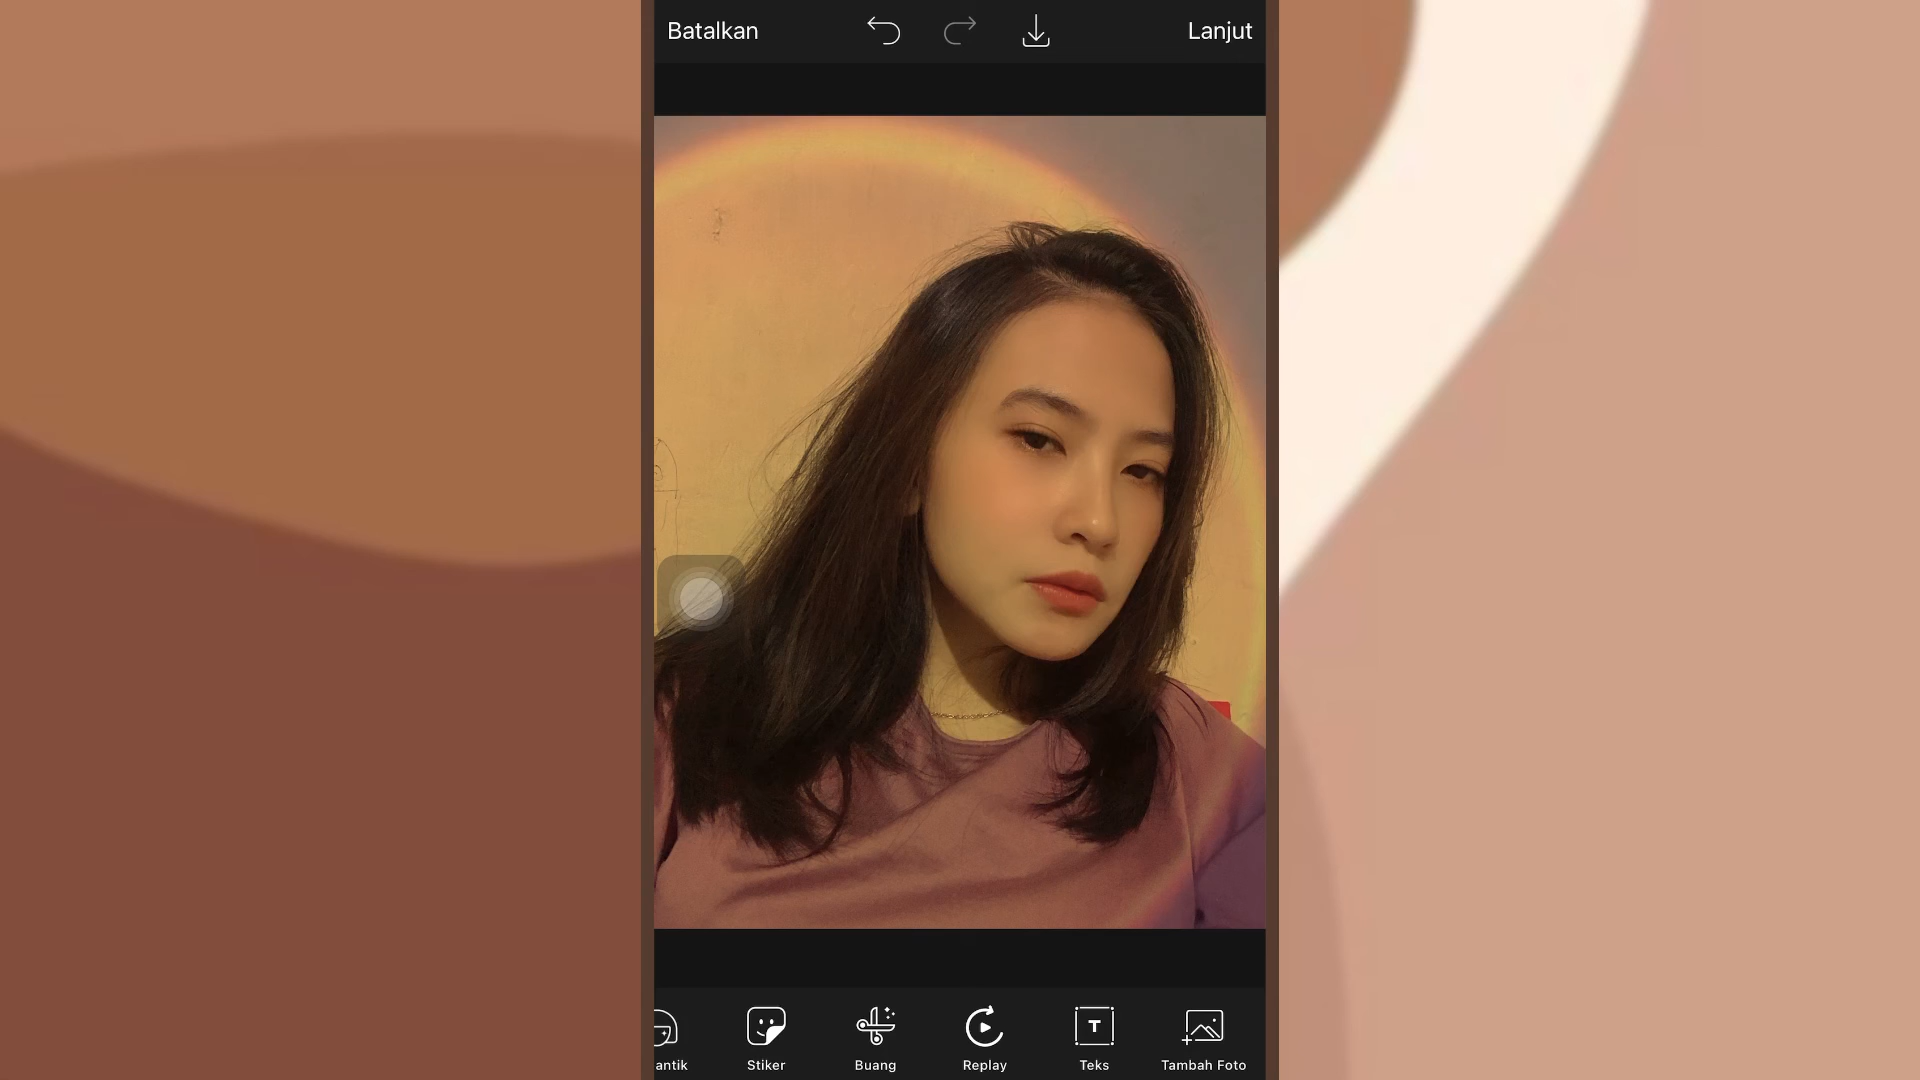 Batalkan
Lanjut
antik
Stiker
Buang
Replay
T
Teks
Tambah Foto